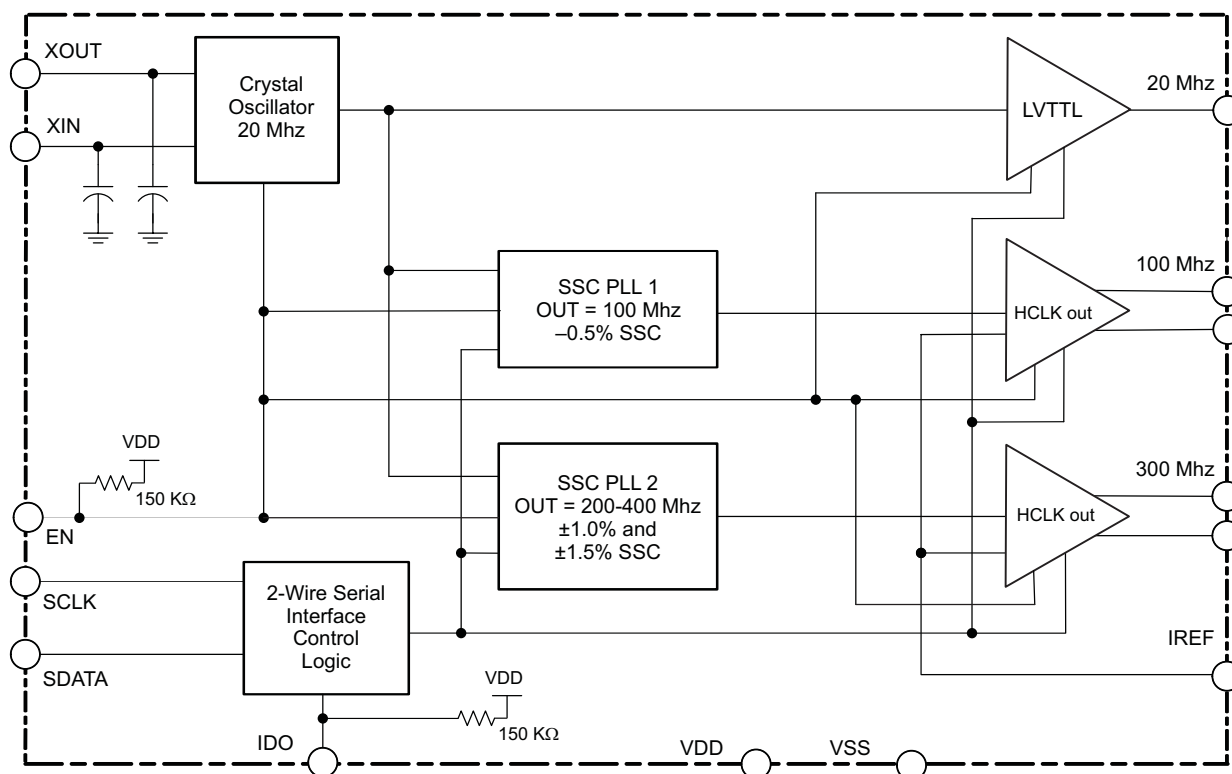 XOUT
XIN
Crystal
Oscillator
20 Mhz
LVTTL
20 Mhz
SSC PLL 1
OUT = 100 Mhz
–0.5% SSC
HCLK out
100 Mhz
VDD
150 KΩ
EN
SSC PLL 2
OUT = 200-400 Mhz
±1.0% and
±1.5% SSC
HCLK out
300 Mhz
SCLK
SDATA
2-Wire Serial
Interface
Control
Logic
VDD
150 KΩ
IDO
VDD
VSS
IREF